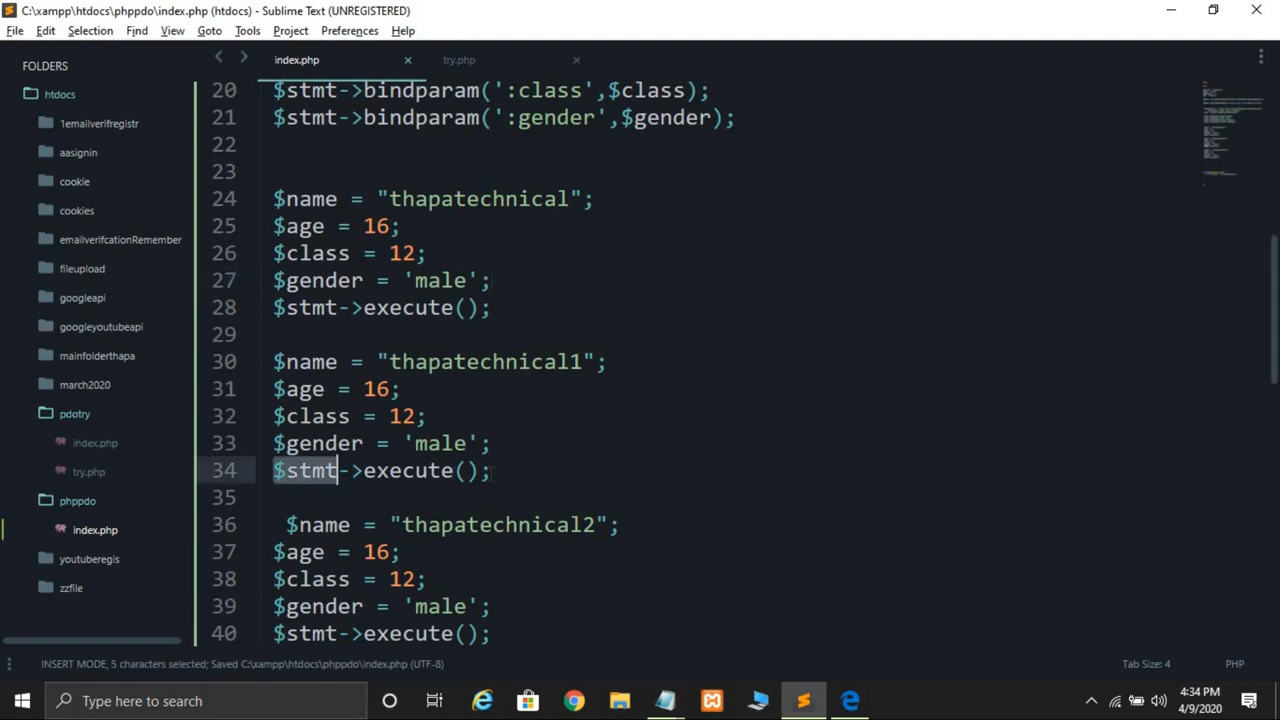 C:\xampp\htdocs\phppdo\index.php (htdocs) - Sublime Text (UNREGISTERED)
File Edit Selection Find View Goto Tools Project Preferences Help
FOLDERS
htdocs
1emailverifregistr
aasignin
cookie
cookies
emailverifcationRemember
fileupload
googleapi
googleyoutubeapi
mainfolderthapa
march2020
pdotry
index.php
try.php
phppdo
index.php
youtuberegis
zzfile
index.php × try.php ×
20 $stmt->bindparam(':class',$class);
21 $stmt->bindparam(':gender',$gender);
22
23
24 $name = "thapatechnical";
25 $age = 16;
26 $class = 12;
27 $gender = 'male';
28 $stmt->execute();
29
30 $name = "thapatechnical1";
31 $age = 16;
32 $class = 12;
33 $gender = 'male';
34 $stmt->execute();
35
36 $name = "thapatechnical2";
37 $age = 16;
38 $class = 12;
39 $gender = 'male';
40 $stmt->execute();
INSERT MODE, 5 characters selected; Saved C:\xampp\htdocs\phppdo\index.php (UTF-8) Tab Size: 4 PHP
Type here to search
4:34 PM
4/9/2020